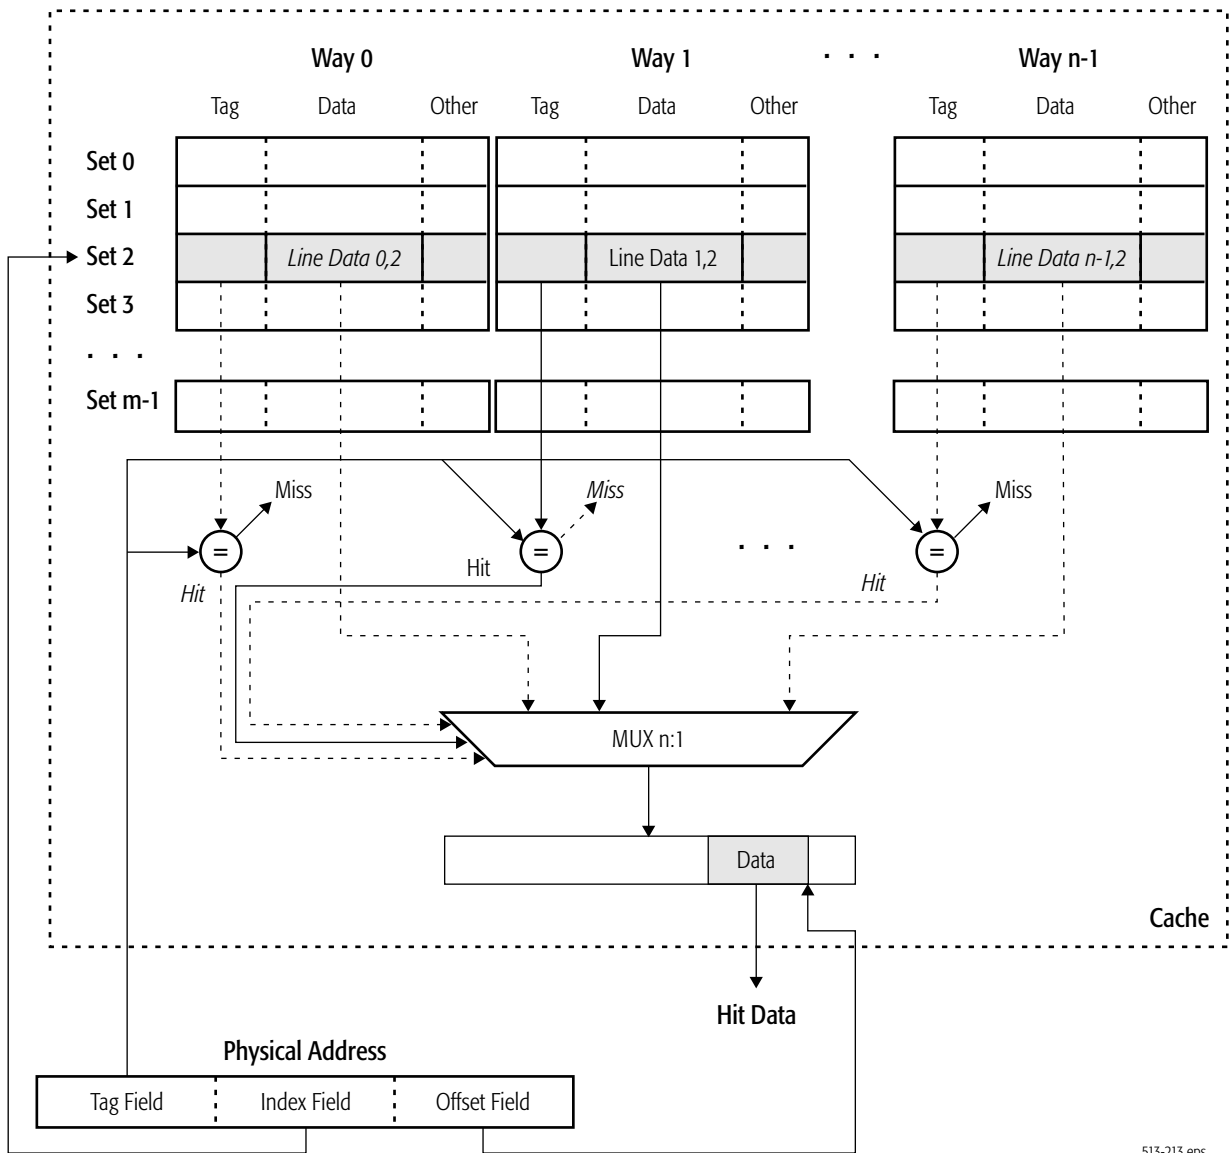 Way 0 Way 1 . . . Way n-1
Tag Data Other Tag Data Other Tag Data Other
Set 0
Set 1
Set 2 Line Data 0,2 Line Data 1,2 Line Data n-1,2
Set 3
. . .
Set m-1
Miss Miss Miss
= = . . . =
Hit Hit Hit
MUX n:1
Data
Cache
Hit Data
Physical Address
Tag Field Index Field Offset Field
513-213.eps